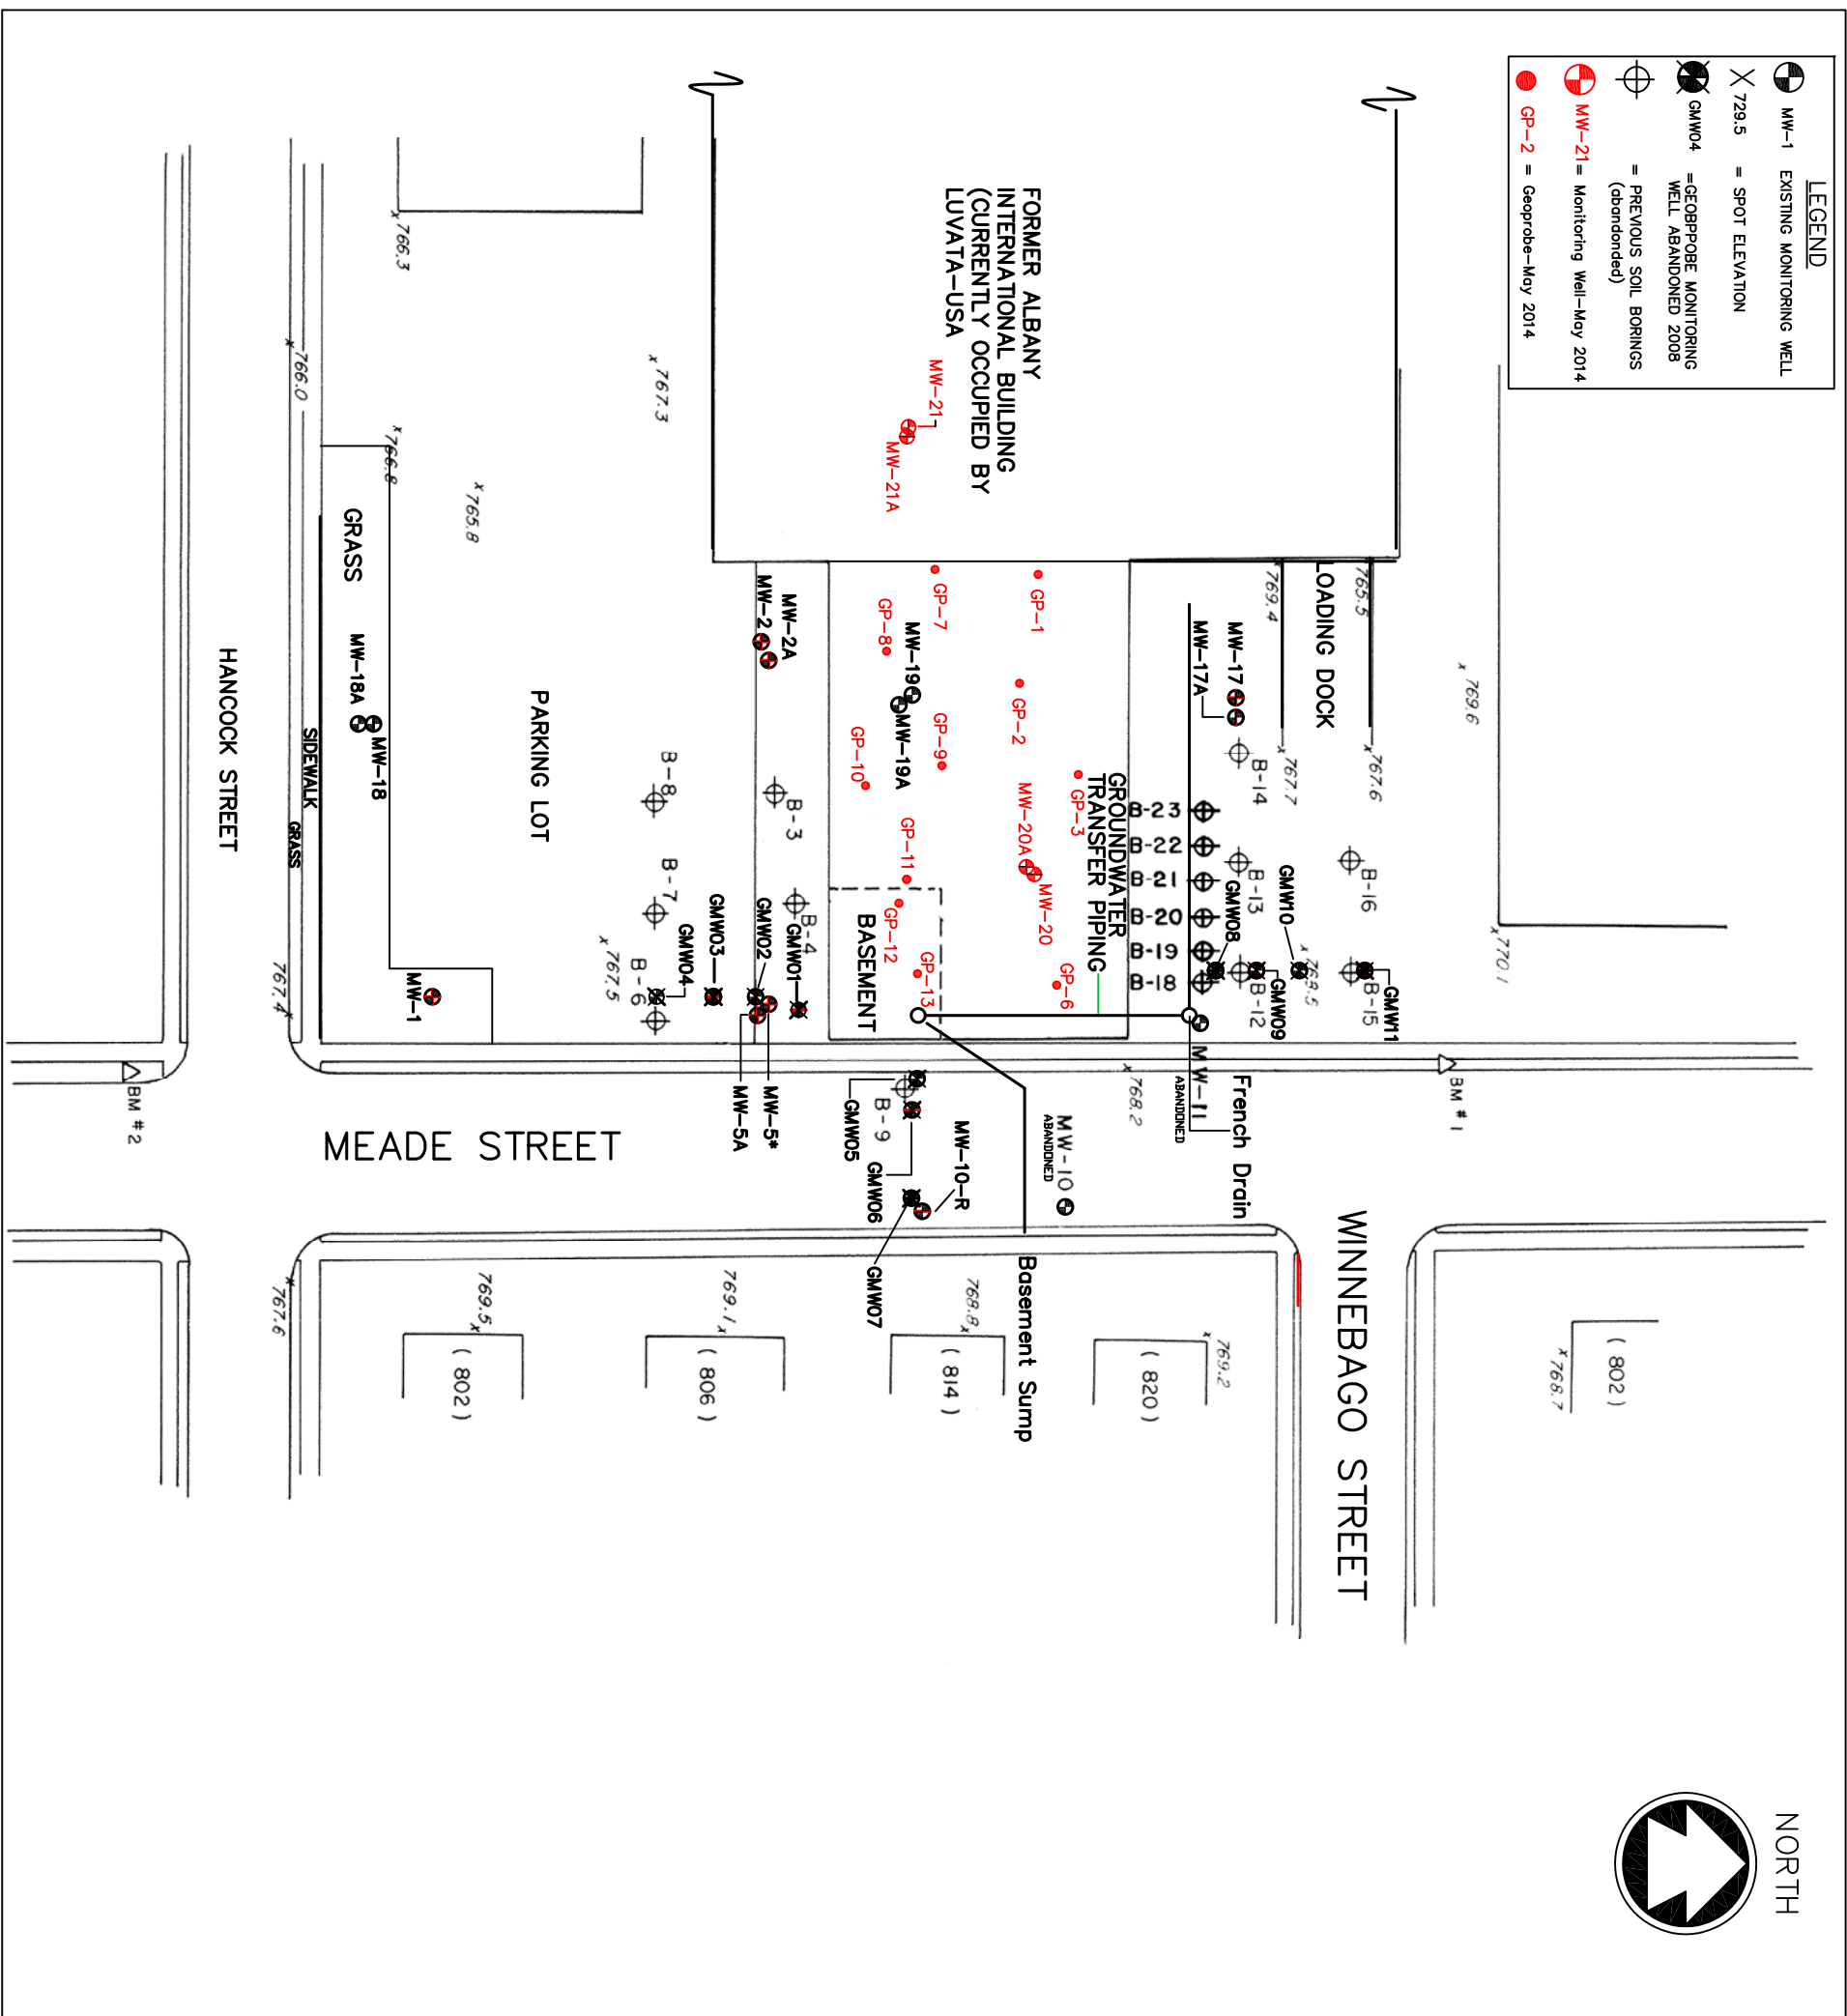 LEGEND
MW-1 EXISTING MONITORING WELL
729.5 = SPOT ELEVATION
GMW04 =GEOBPPOBE MONITORING
WELL ABANDONED 2008
= PREVIOUS SOIL BORINGS
(abandonded)
MW-21= Monitoring Well-May 2014
GP-2 = Geoprobe-May 2014
NORTH
FORMER ALBANY
INTERNATIONAL BUILDING
(CURRENTLY OCCUPIED BY
LUVATA-USA
MW-21
MW-21A
x 769.6
x 770.1
765.5
LOADING DOCK
769.4
x 767.6
x 767.7
MW-17
MW-17A
B-14
B-16
B-13
GMW10
GMW08
x 768.5
GMW11
B-15
GMW09
B-12
B-23
B-22
B-21
B-20
B-19
B-18
GROUNDWATER
TRANSFER PIPING
GP-1
GP-2
GP-3
MW-20A
MW-20
GP-6
GP-7
GP-8
MW-19
MW-19A
GP-9
GP-10
GP-11
GP-12
GP-13
BASEMENT
MW-2A
MW-2
B-3
B-4
B-8
B-7
B-6
GMW01
GMW02
GMW03
GMW04
x 767.5
MW-1
x 766.3
x 767.3
x 766.0
x 766.8
x 765.8
GRASS
MW-18A
MW-18
PARKING LOT
SIDEWALK
GRASS
767.4 x
HANCOCK STREET
BM #1
BM #2
MW-11
ABANDONED
French Drain
x 768.2
MW-10
ABANDONED
MW-10-R
B-9
GMW05
GMW06
GMW07
MW-5*
MW-5A
MEADE STREET
WINNEBAGO STREET
Basement Sump
( 802 )
x 768.7
x 769.2
( 820 )
768.8 x
( 814 )
769.1 x
( 806 )
769.5 x
( 802 )
x 767.6